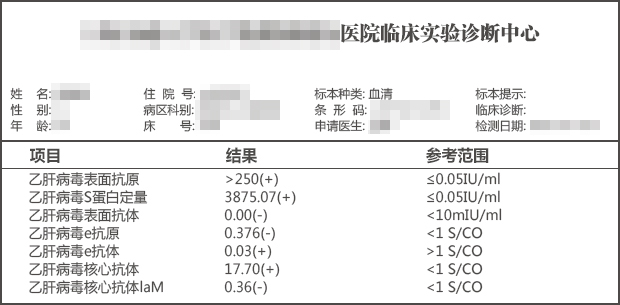 医院临床实验诊断中心
姓 名: 住 院 号: 标本种类: 血清 标本提示:
性 别: 病区科别: 条 形 码: 临床诊断:
年 龄: 床 号: 申请医生: 检测日期:
项目 结果 参考范围
乙肝病毒表面抗原 >250(+) ≤0.05IU/ml
乙肝病毒S蛋白定量 3875.07(+) ≤0.05IU/ml
乙肝病毒表面抗体 0.00(-) <10mIU/ml
乙肝病毒e抗原 0.376(-) <1 S/CO
乙肝病毒e抗体 0.03(+) >1 S/CO
乙肝病毒核心抗体 17.70(+) <1 S/CO
乙肝病毒核心抗体IaM 0.36(-) <1 S/CO